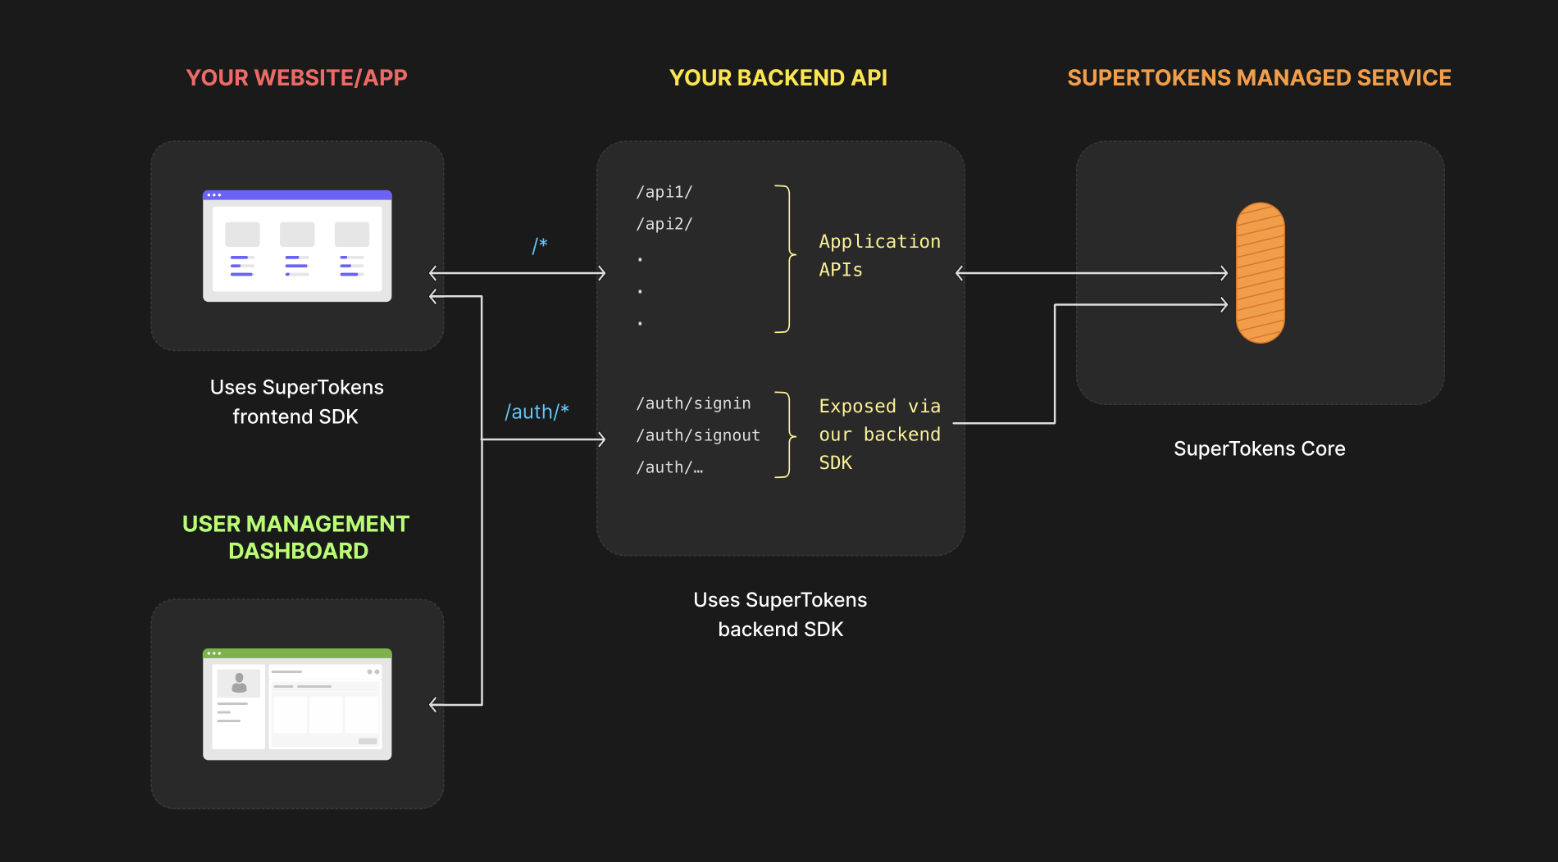 YOUR WEBSITE/APP
YOUR BACKEND API
SUPERTOKENS MANAGED SERVICE
/*
/api1/
/api2/
.
.
.
Application
APIs
Uses SuperTokens
frontend SDK
/auth/*
/auth/signin
/auth/signout
/auth/…
Exposed via
our backend
SDK
SuperTokens Core
USER MANAGEMENT
DASHBOARD
Uses SuperTokens
backend SDK